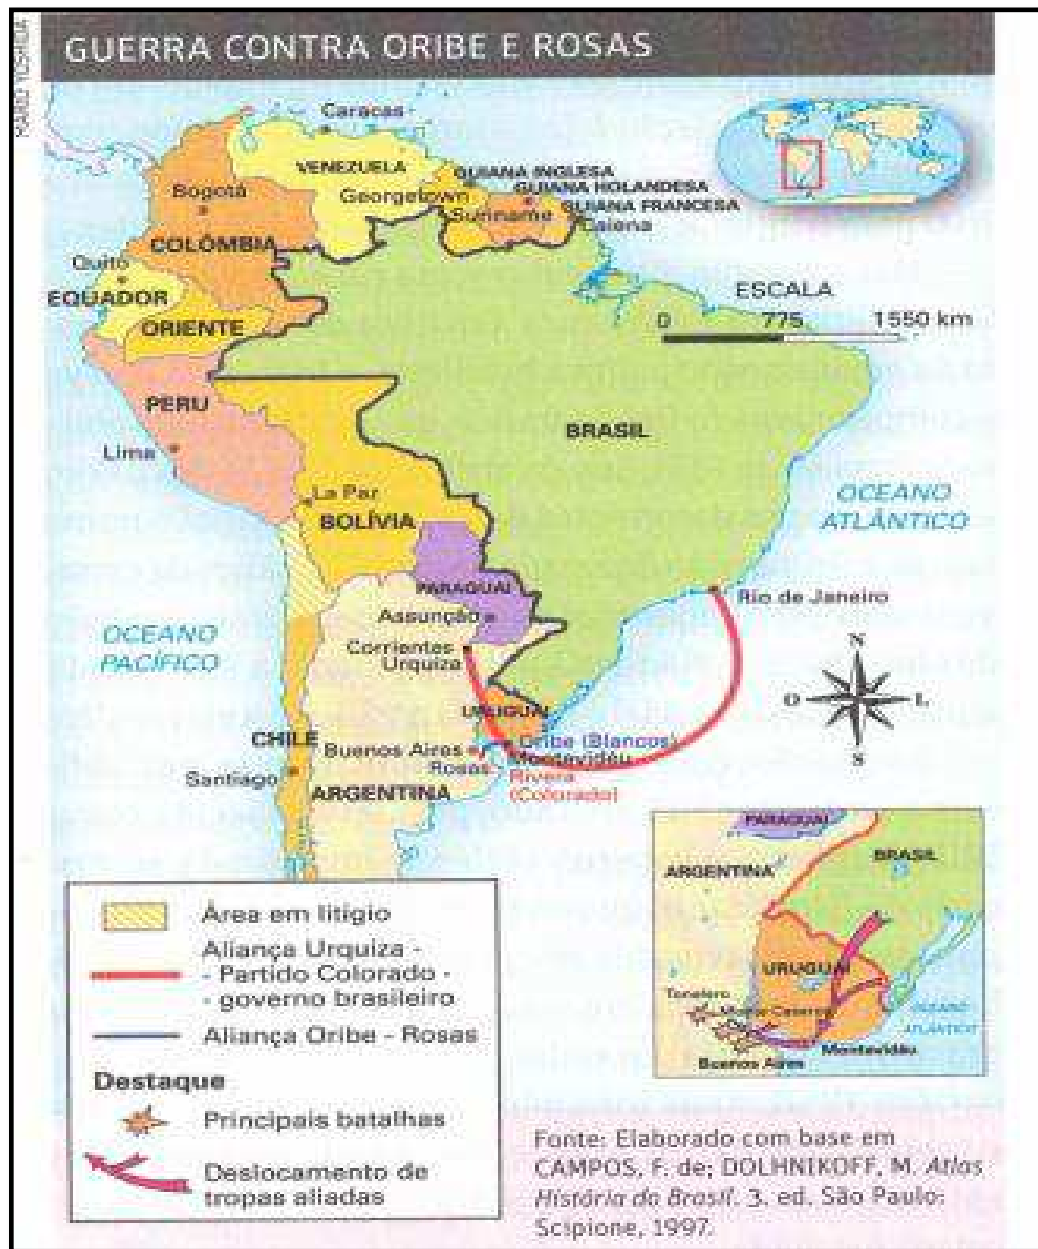 GUERRA CONTRA ORIBE E ROSAS
Caracas
VENEZUELA
GUIANA INGLESA
Georgetown
GUIANA HOLANDESA
Suriname
GUIANA FRANCESA
Caiena
Bogotá
COLÔMBIA
Quito
EQUADOR
ORIENTE
ESCALA
0 775 1550 km
PERU
Lima
BRASIL
La Par
BOLÍVIA
OCEANO
ATLÂNTICO
PARAGUAI
Assunção
Rio de Janeiro
OCEANO
PACÍFICO
Corrientes
Urquiza
N
O L
S
URUGUAI
CHILE
Buenos Aires
Rosas
Oribe (Blancos)
Montevidéu
Rivera
(Colorado)
Santiago
ARGENTINA
PARAGUAI
ARGENTINA
BRASIL
URUGUAI
Tonelero
OCEANO
ATLÂNTICO
Montevidéu
Buenos Aires
Área em litígio
Aliança Urquiza -
- Partido Colorado -
- governo brasileiro
Aliança Oribe - Rosas
Destaque
Principais batalhas
Deslocamento de
tropas aliadas
Fonte: Elaborado com base em
CAMPOS, F. de; DOLHNIKOFF, M. Atlas
História do Brasil. 3. ed. São Paulo:
Scipione, 1997.